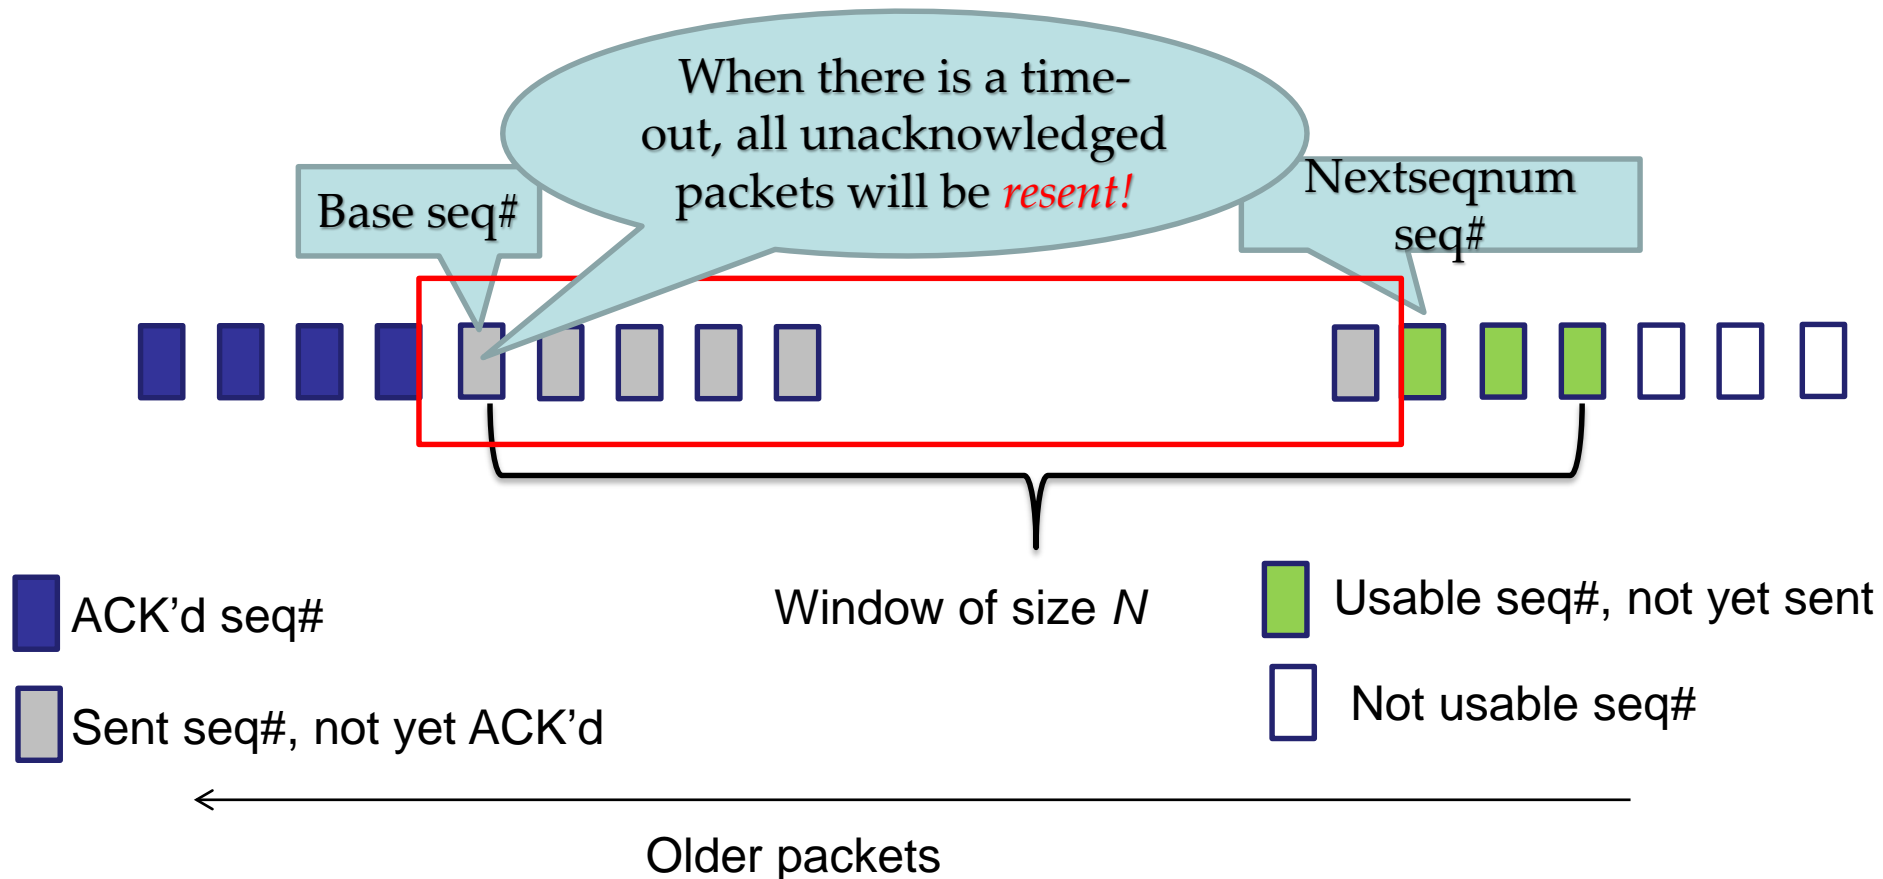 When there is a time-
out, all unacknowledged
packets will be resent!
Base seq#
Nextseqnum
seq#
Window of size N
ACK’d seq#
Sent seq#, not yet ACK’d
Usable seq#, not yet sent
Not usable seq#
Older packets